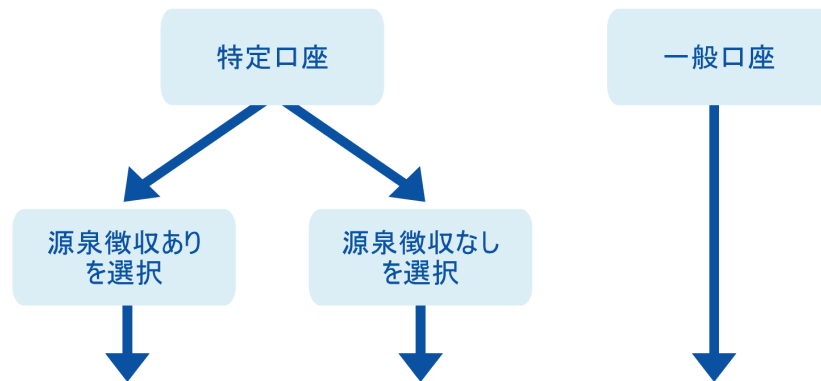 特定口座
一般口座
源泉徴収あり
を選択
源泉徴収なし
を選択